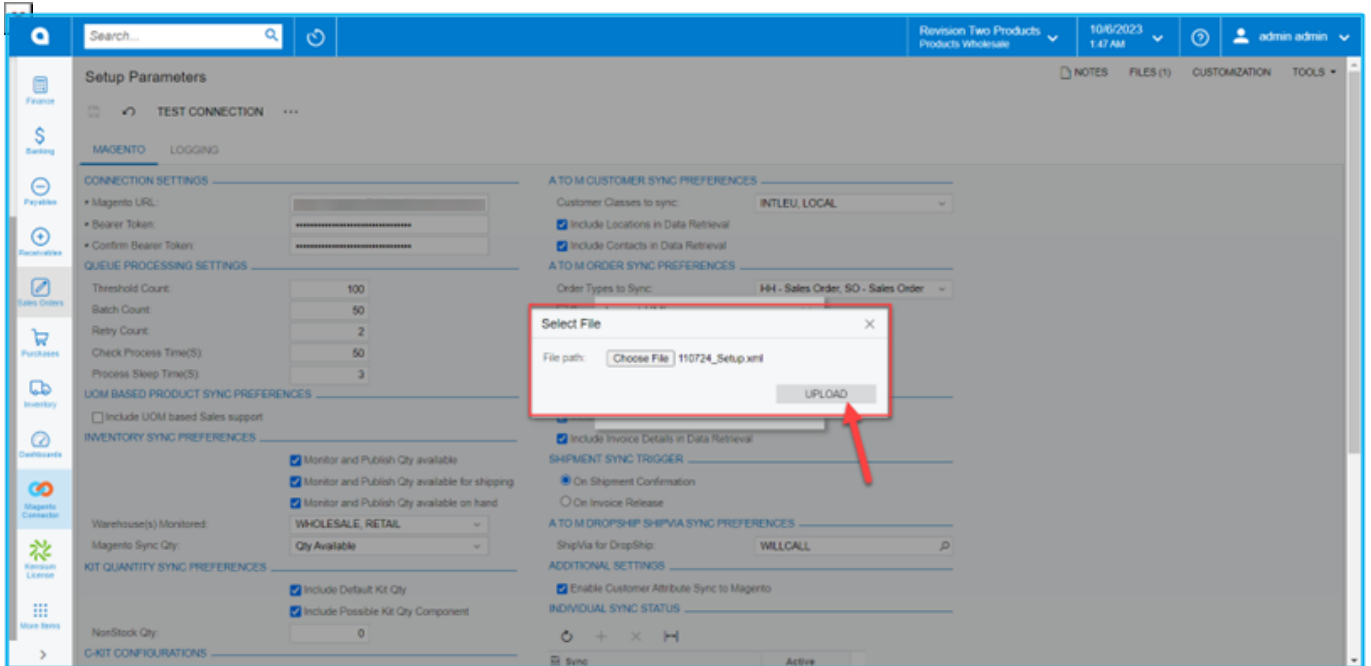 Search...
Revision Two Products
Products Wholesale
10/6/2023
1:47 AM
admin admin
Finance
Banking
Payables
Receivables
Sales Orders
Purchases
Inventory
Dashboards
Magento
Connector
Kensium
License
More Items
Setup Parameters
NOTES
FILES (1)
CUSTOMIZATION
TOOLS
TEST CONNECTION
MAGENTO
LOGGING
CONNECTION SETTINGS
Magento URL:
Bearer Token:
Confirm Bearer Token:
QUEUE PROCESSING SETTINGS
Threshold Count: 100
Batch Count: 50
Retry Count: 2
Check Process Time(S): 50
Process Sleep Time(S): 3
UOM BASED PRODUCT SYNC PREFERENCES
Include UOM based Sales support
INVENTORY SYNC PREFERENCES
Monitor and Publish Qty available
Monitor and Publish Qty available for shipping
Monitor and Publish Qty available on hand
Warehouse(s) Monitored: WHOLESALE, RETAIL
Magento Sync Qty: Qty Available
KIT QUANTITY SYNC PREFERENCES
Include Default Kit Qty
Include Possible Kit Qty Component
NonStock Qty: 0
C-KIT CONFIGURATIONS
A TO M CUSTOMER SYNC PREFERENCES
Customer Classes to sync: INTLEU, LOCAL
Include Locations in Data Retrieval
Include Contacts in Data Retrieval
A TO M ORDER SYNC PREFERENCES
Order Types to Sync: HH - Sales Order, SO - Sales Order
Select File
File path: Choose File 110724_Setup.xml
UPLOAD
Include Invoice Details in Data Retrieval
SHIPMENT SYNC TRIGGER
On Shipment Confirmation
On Invoice Release
A TO M DROPSHIP SHIPVIA SYNC PREFERENCES
ShipVia for DropShip: WILLCALL
ADDITIONAL SETTINGS
Enable Customer Attribute Sync to Magento
INDIVIDUAL SYNC STATUS
Sync Active